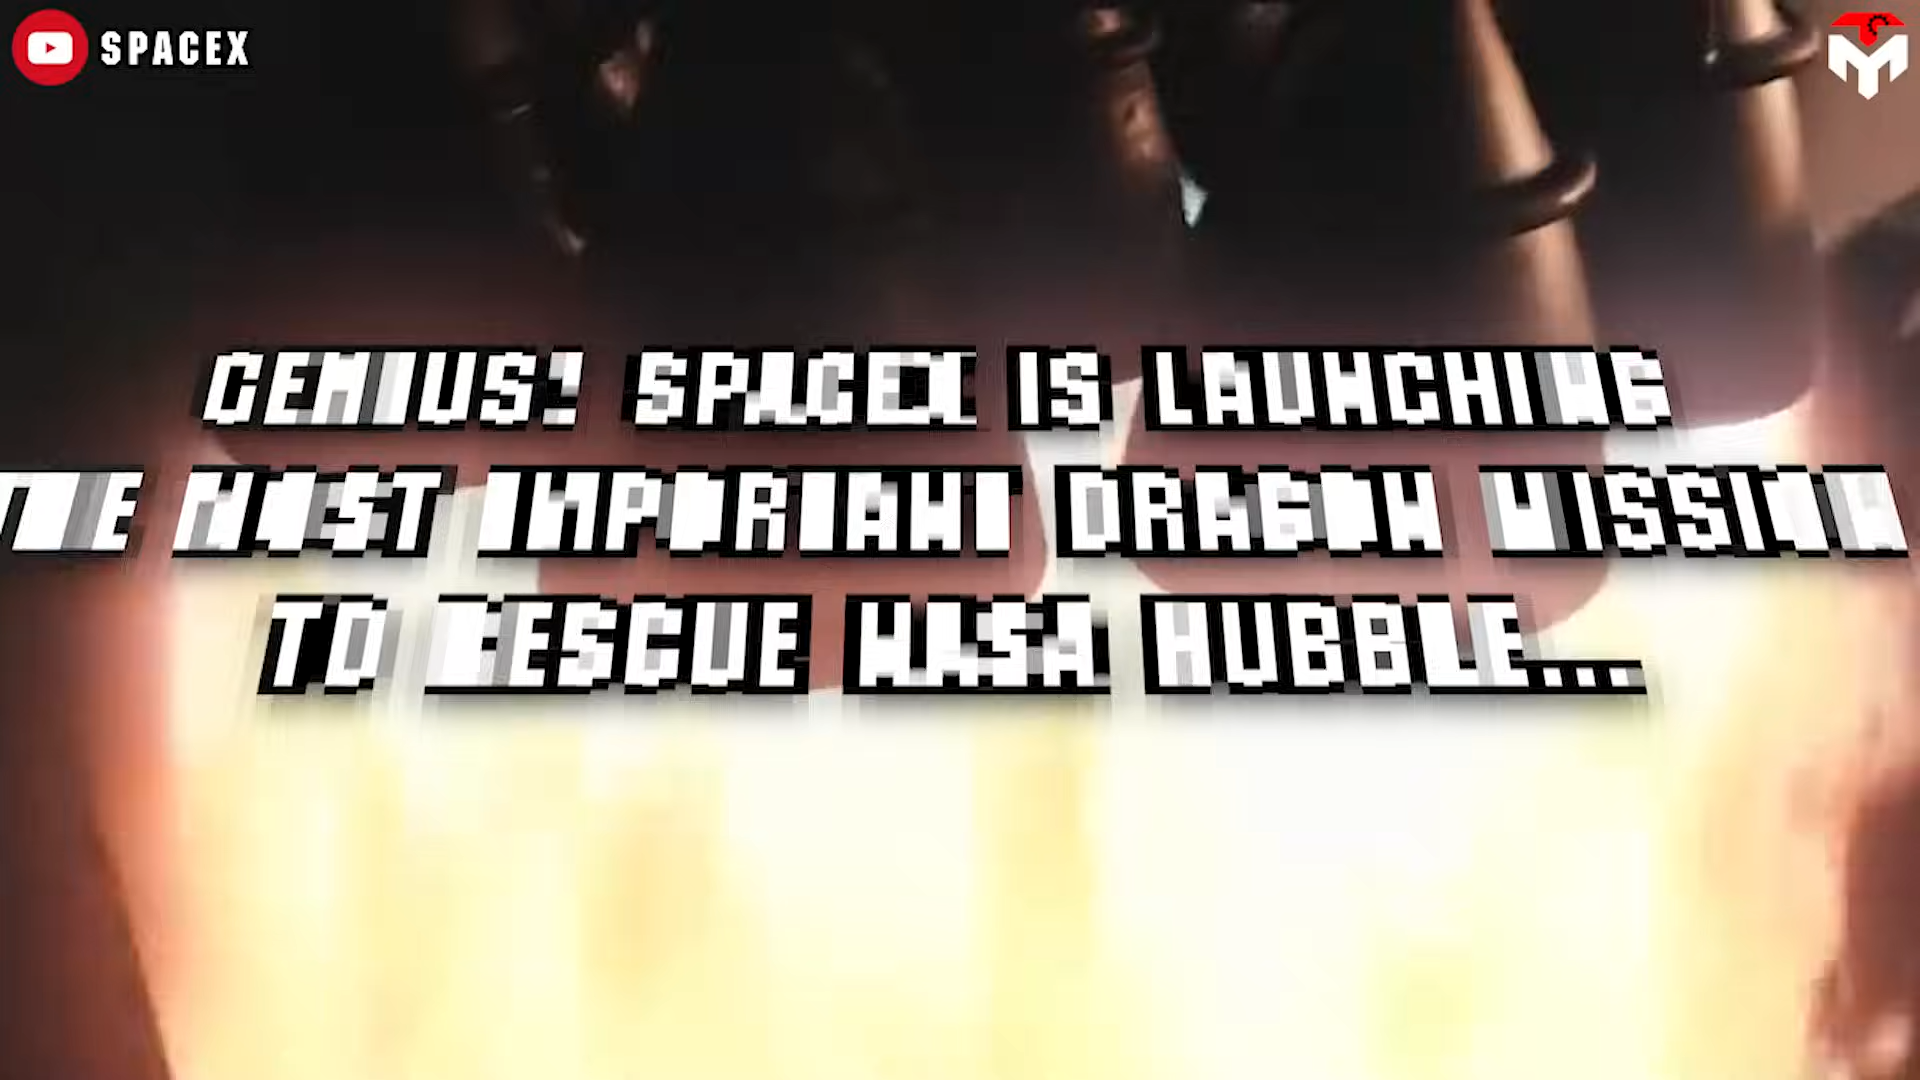 SPACEX
GENIUS! SPACEX IS LAUNCHING
THE MOST IMPORTANT DRAGON MISSION
TO RESCUE NASA HUBBLE...